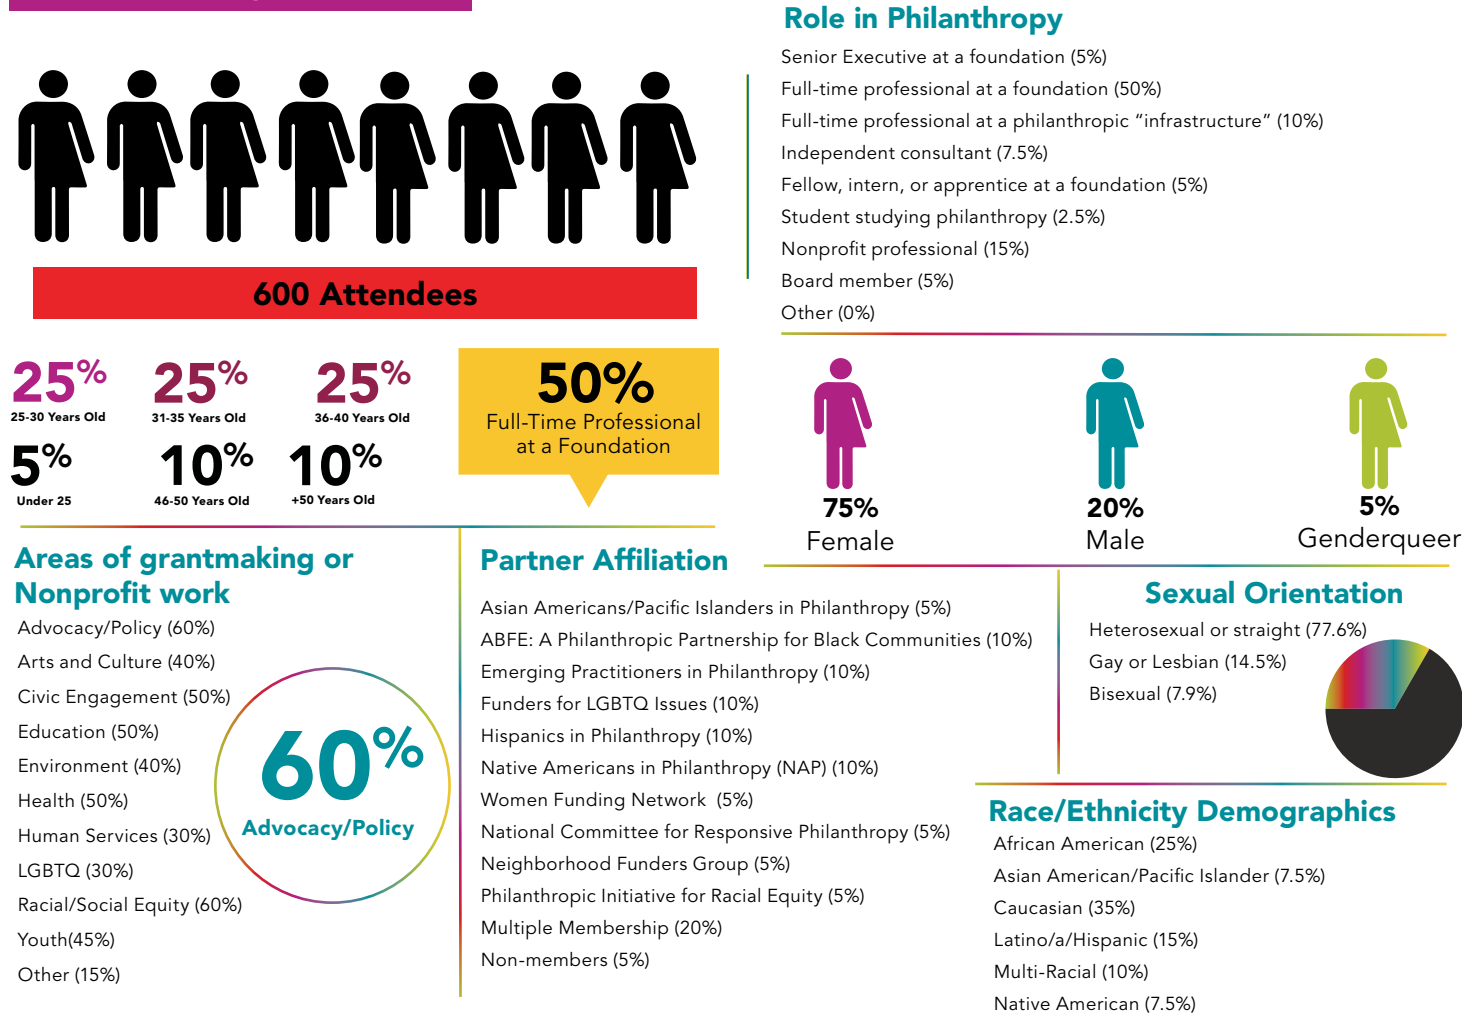 600 Attendees
25%
25-30 Years Old
25%
31-35 Years Old
25%
36-40 Years Old
5%
Under 25
10%
46-50 Years Old
10%
+50 Years Old
50%
Full-Time Professional
at a Foundation
Role in Philanthropy
Senior Executive at a foundation (5%)
Full-time professional at a foundation (50%)
Full-time professional at a philanthropic “infrastructure” (10%)
Independent consultant (7.5%)
Fellow, intern, or apprentice at a foundation (5%)
Student studying philanthropy (2.5%)
Nonprofit professional (15%)
Board member (5%)
Other (0%)
75%
Female
20%
Male
5%
Genderqueer
Areas of grantmaking or
Nonprofit work
Advocacy/Policy (60%)
Arts and Culture (40%)
Civic Engagement (50%)
Education (50%)
Environment (40%)
Health (50%)
Human Services (30%)
LGBTQ (30%)
Racial/Social Equity (60%)
Youth(45%)
Other (15%)
60%
Advocacy/Policy
Partner Affiliation
Asian Americans/Pacific Islanders in Philanthropy (5%)
ABFE: A Philanthropic Partnership for Black Communities (10%)
Emerging Practitioners in Philanthropy (10%)
Funders for LGBTQ Issues (10%)
Hispanics in Philanthropy (10%)
Native Americans in Philanthropy (NAP) (10%)
Women Funding Network (5%)
National Committee for Responsive Philanthropy (5%)
Neighborhood Funders Group (5%)
Philanthropic Initiative for Racial Equity (5%)
Multiple Membership (20%)
Non-members (5%)
Sexual Orientation
Heterosexual or straight (77.6%)
Gay or Lesbian (14.5%)
Bisexual (7.9%)
Race/Ethnicity Demographics
African American (25%)
Asian American/Pacific Islander (7.5%)
Caucasian (35%)
Latino/a/Hispanic (15%)
Multi-Racial (10%)
Native American (7.5%)